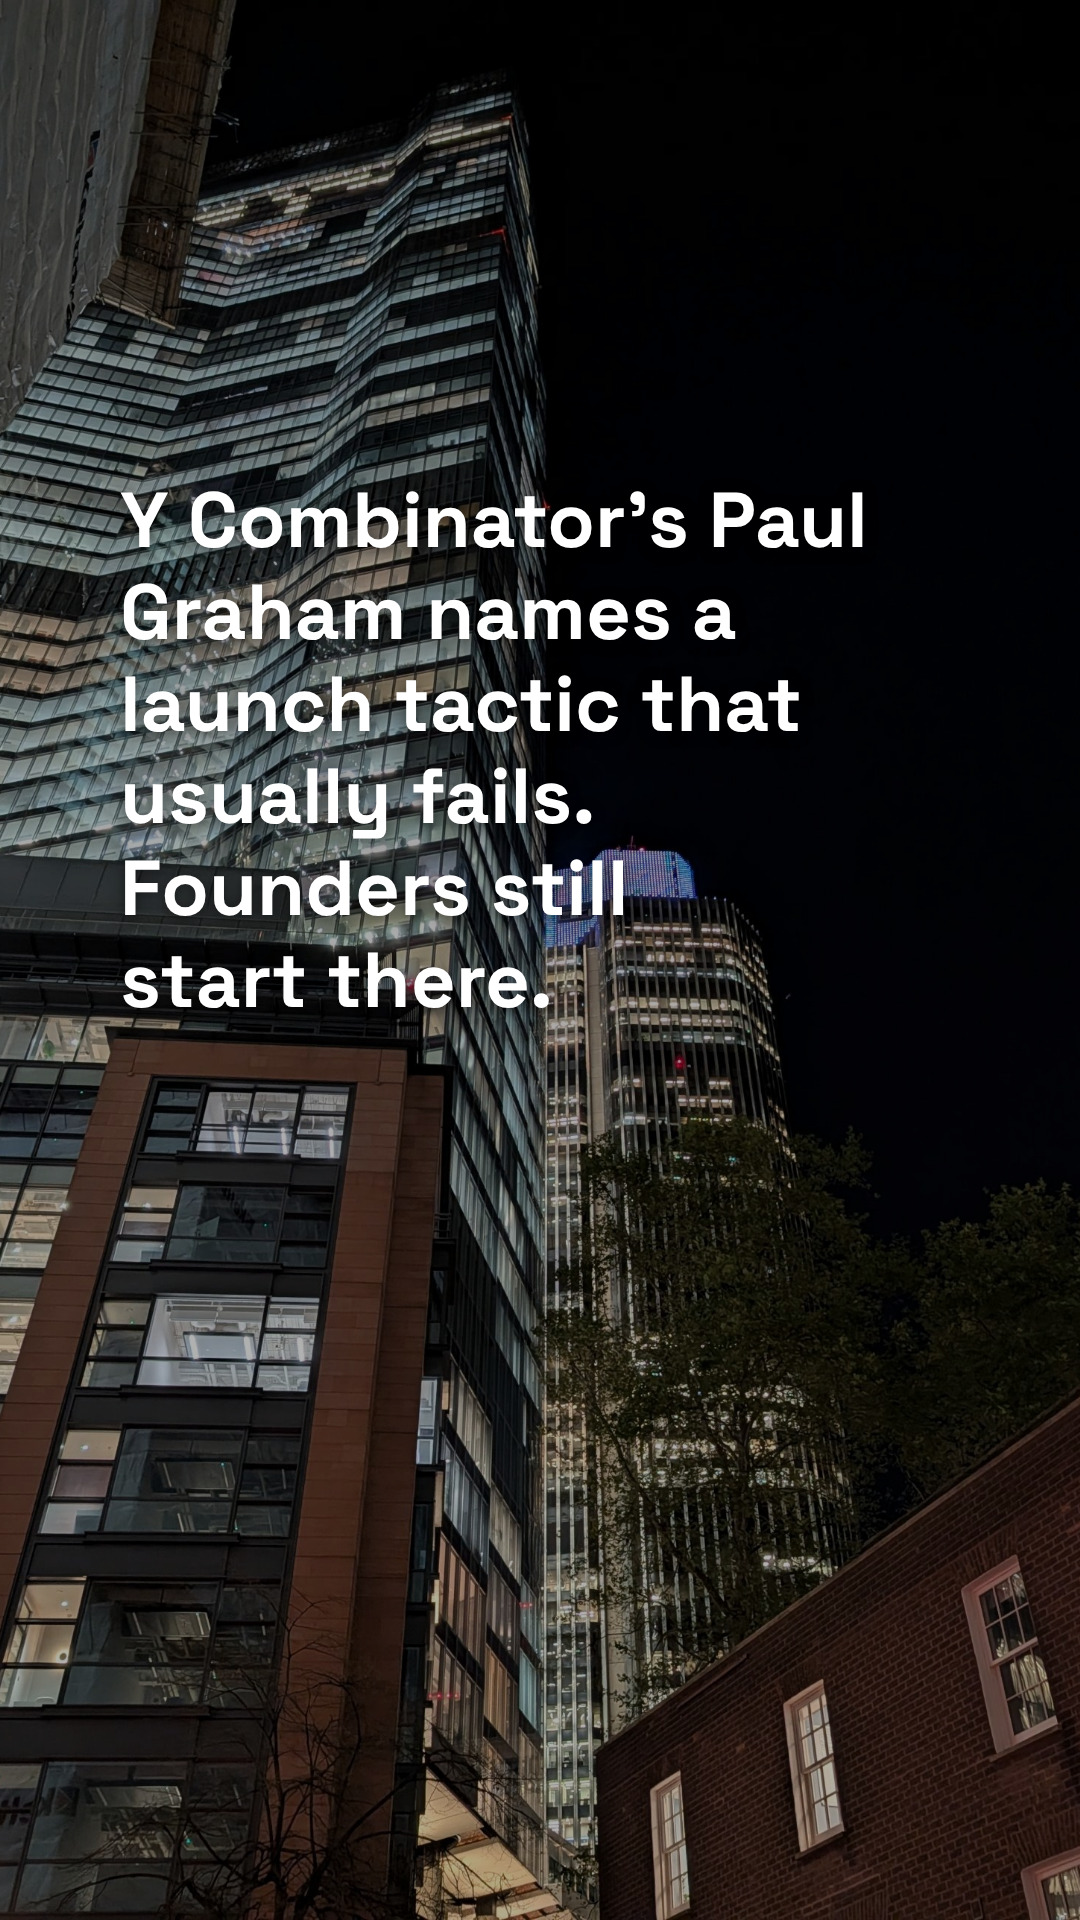 Y Combinator’s Paul
Graham names a
launch tactic that
usually fails.
Founders still
start there.